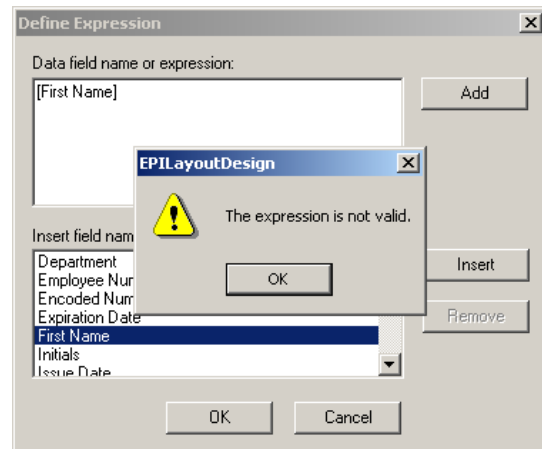 Define Expression
Data field name or expression:
[First Name]
Add
EPILayoutDesign
The expression is not valid.
OK
Insert field nam
Department
Employee Nur
Encoded Num
Expiration Date
First Name
Initials
Issue Date
Insert
Remove
OK
Cancel